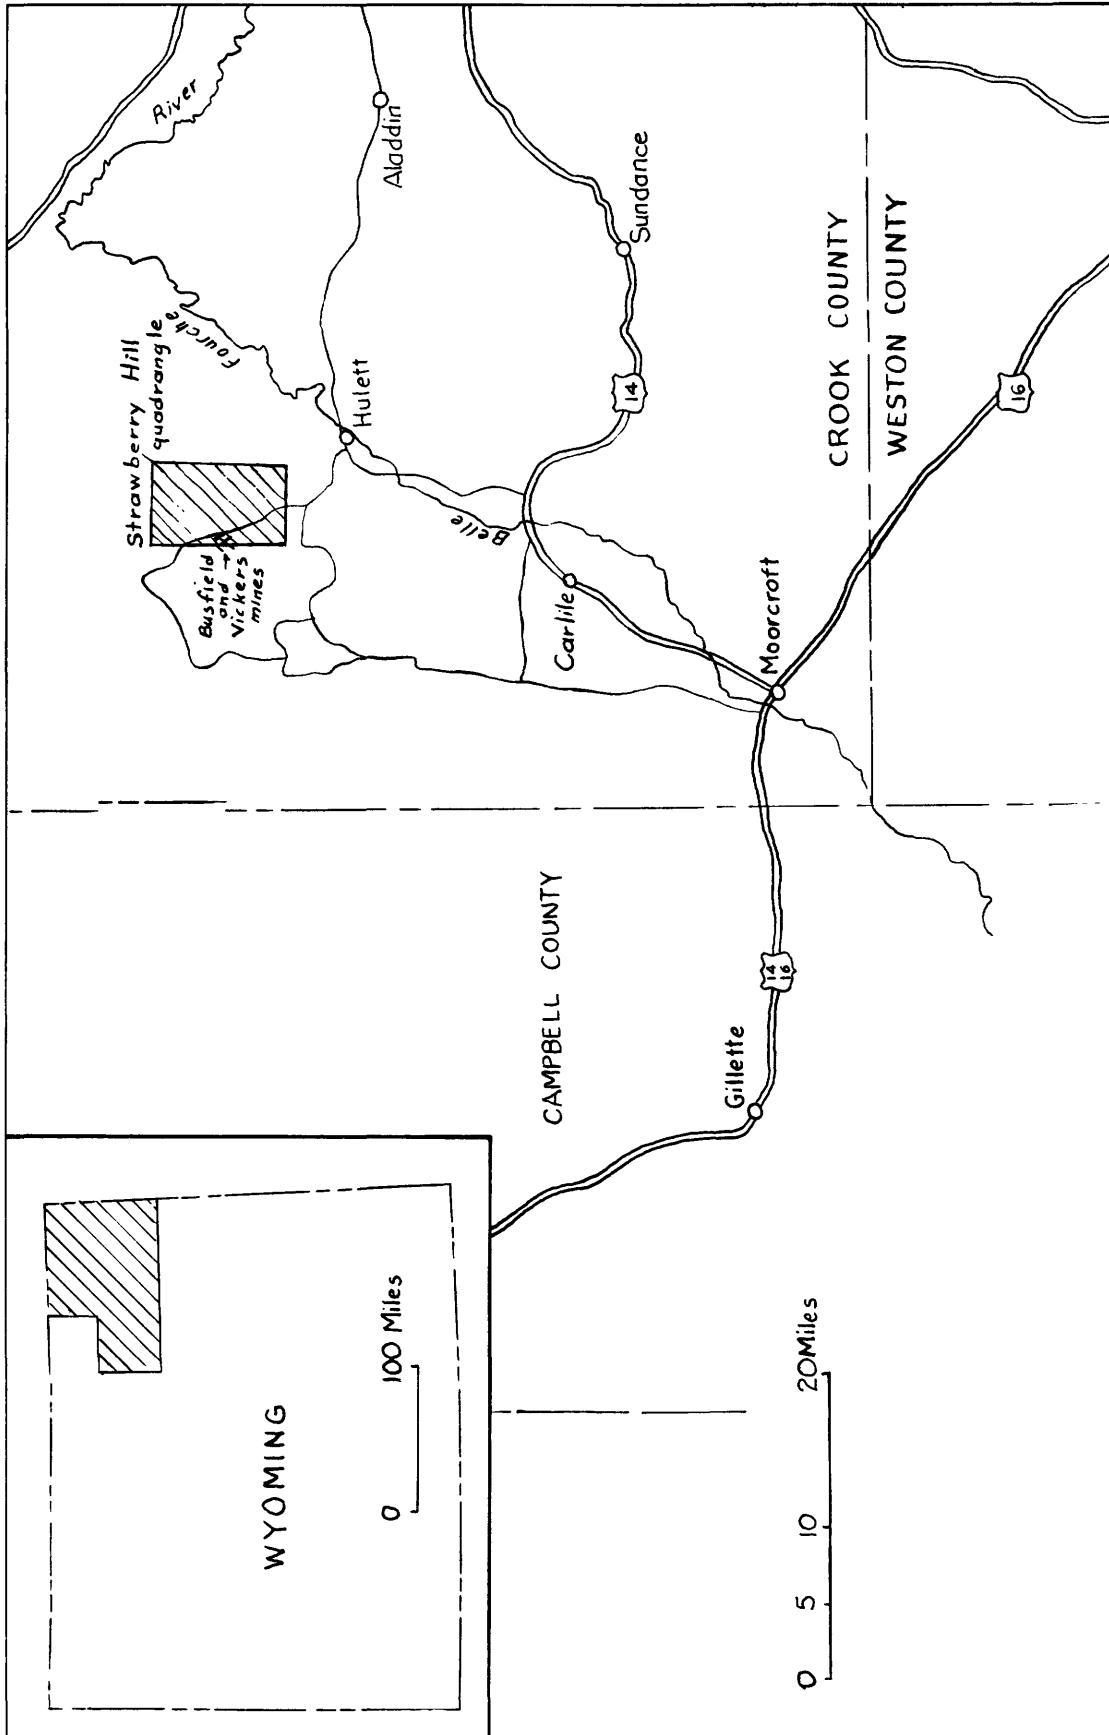 WYOMING
0 100 Miles
0 5 10 20 Miles
Strawberry Hill
quadrangle
Busfield
and →
Vickers
mines
River
Fourche
Belle
Aladdin
Hulett
Sundance
14
Carlile
Moorcroft
CROOK COUNTY
WESTON COUNTY
16
CAMPBELL COUNTY
Gillette
14
16